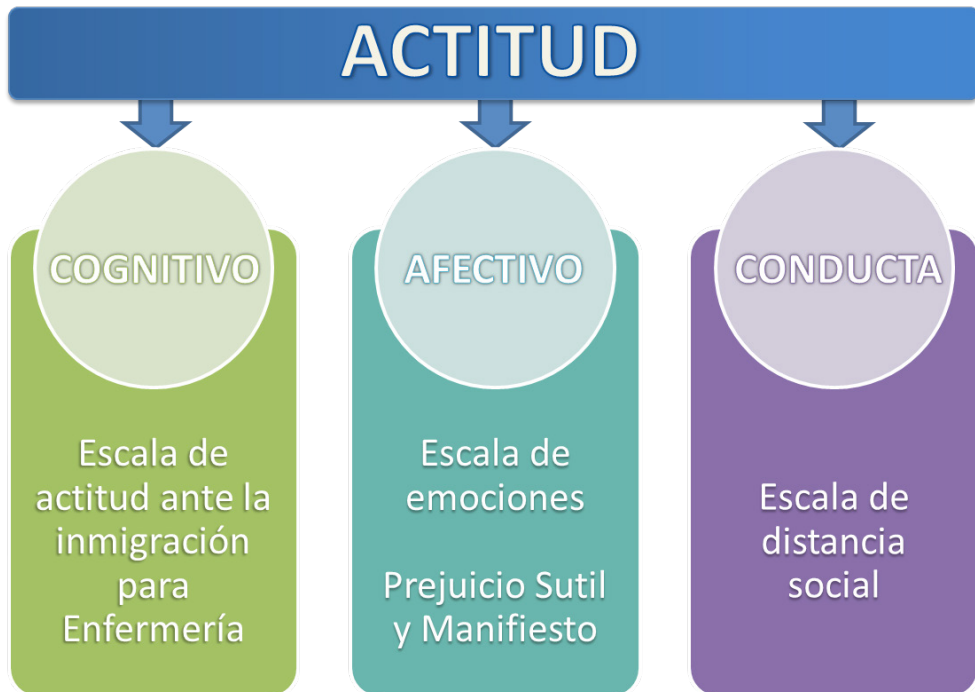 ACTITUD
COGNITIVO
Escala de
actitud ante la
inmigración
para
Enfermería
AFECTIVO
Escala de
emociones
Prejuicio Sutil
y Manifiesto
CONDUCTA
Escala de
distancia
social